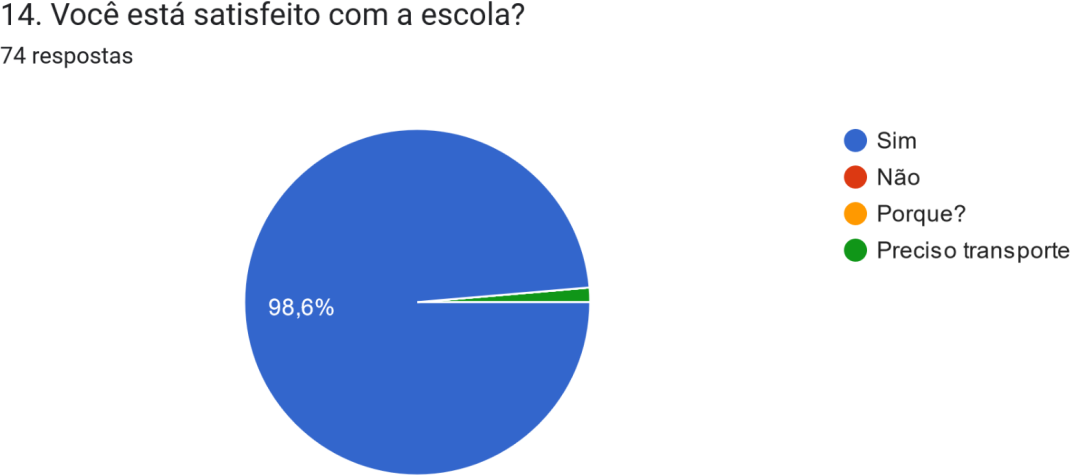 14. Você está satisfeito com a escola?
74 respostas
Sim
Não
Porque?
Preciso transporte
98,6%